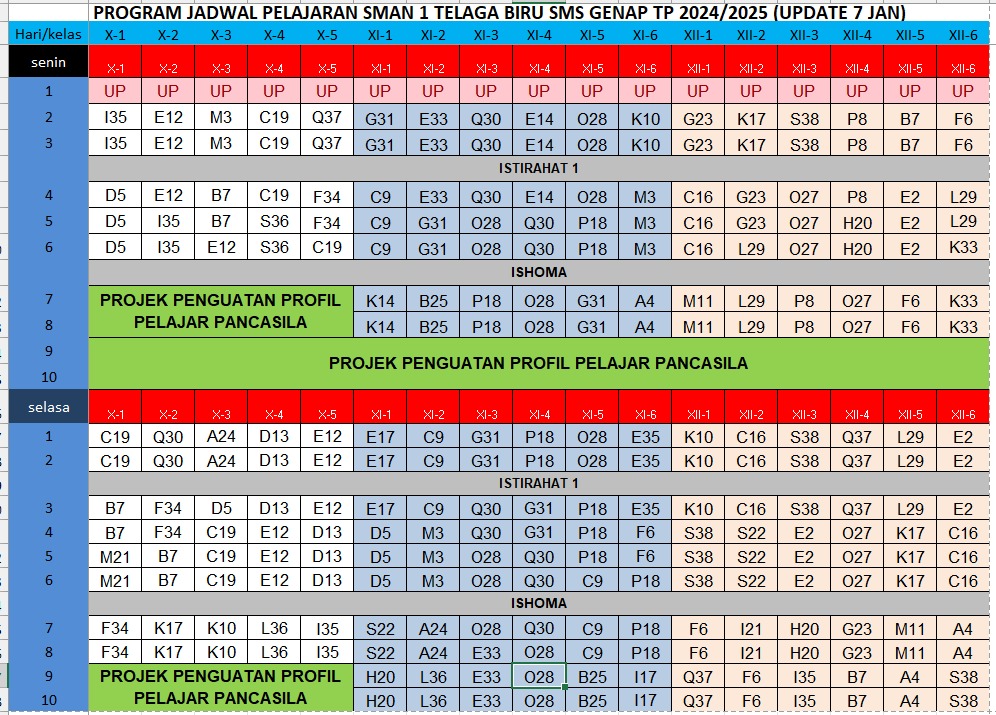 PROGRAM JADWAL PELAJARAN SMAN 1 TELAGA BIRU SMS GENAP TP 2024/2025 (UPDATE 7 JAN)
Hari/kelas X-1 X-2 X-3 X-4 X-5 XI-1 XI-2 XI-3 XI-4 XI-5 XI-6 XII-1 XII-2 XII-3 XII-4 XII-5 XII-6
senin X-1 X-2 X-3 X-4 X-5 XI-1 XI-2 XI-3 XI-4 XI-5 XI-6 XII-1 XII-2 XII-3 XII-4 XII-5 XII-6
1 UP UP UP UP UP UP UP UP UP UP UP UP UP UP UP UP UP
2 I35 E12 M3 C19 Q37 G31 E33 Q30 E14 O28 K10 G23 K17 S38 P8 B7 F6
3 I35 E12 M3 C19 Q37 G31 E33 Q30 E14 O28 K10 G23 K17 S38 P8 B7 F6
ISTIRAHAT 1
4 D5 E12 B7 C19 F34 C9 E33 Q30 E14 O28 M3 C16 G23 O27 P8 E2 L29
5 D5 I35 B7 S36 F34 C9 G31 O28 Q30 P18 M3 C16 G23 O27 H20 E2 L29
6 D5 I35 E12 S36 C19 C9 G31 O28 Q30 P18 M3 C16 L29 O27 H20 E2 K33
ISHOMA
7 PROJEK PENGUATAN PROFIL K14 B25 P18 O28 G31 A4 M11 L29 P8 O27 F6 K33
8 PELAJAR PANCASILA K14 B25 P18 O28 G31 A4 M11 L29 P8 O27 F6 K33
9 PROJEK PENGUATAN PROFIL PELAJAR PANCASILA
10
selasa X-1 X-2 X-3 X-4 X-5 XI-1 XI-2 XI-3 XI-4 XI-5 XI-6 XII-1 XII-2 XII-3 XII-4 XII-5 XII-6
1 C19 Q30 A24 D13 E12 E17 C9 G31 P18 O28 E35 K10 C16 S38 Q37 L29 E2
2 C19 Q30 A24 D13 E12 E17 C9 G31 P18 O28 E35 K10 C16 S38 Q37 L29 E2
ISTIRAHAT 1
3 B7 F34 D5 D13 E12 E17 C9 Q30 G31 P18 E35 K10 C16 S38 Q37 L29 E2
4 B7 F34 C19 E12 D13 D5 M3 Q30 G31 P18 F6 S38 S22 E2 O27 K17 C16
5 M21 B7 C19 E12 D13 D5 M3 O28 Q30 P18 F6 S38 S22 E2 O27 K17 C16
6 M21 B7 C19 E12 D13 D5 M3 O28 Q30 C9 P18 S38 S22 E2 O27 K17 C16
ISHOMA
7 F34 K17 K10 L36 I35 S22 A24 O28 Q30 C9 P18 F6 I21 H20 G23 M11 A4
8 F34 K17 K10 L36 I35 S22 A24 E33 O28 C9 P18 F6 I21 H20 G23 M11 A4
9 PROJEK PENGUATAN PROFIL H20 L36 E33 O28 B25 I17 Q37 F6 I35 B7 A4 S38
10 PELAJAR PANCASILA H20 L36 E33 O28 B25 I17 Q37 F6 I35 B7 A4 S38